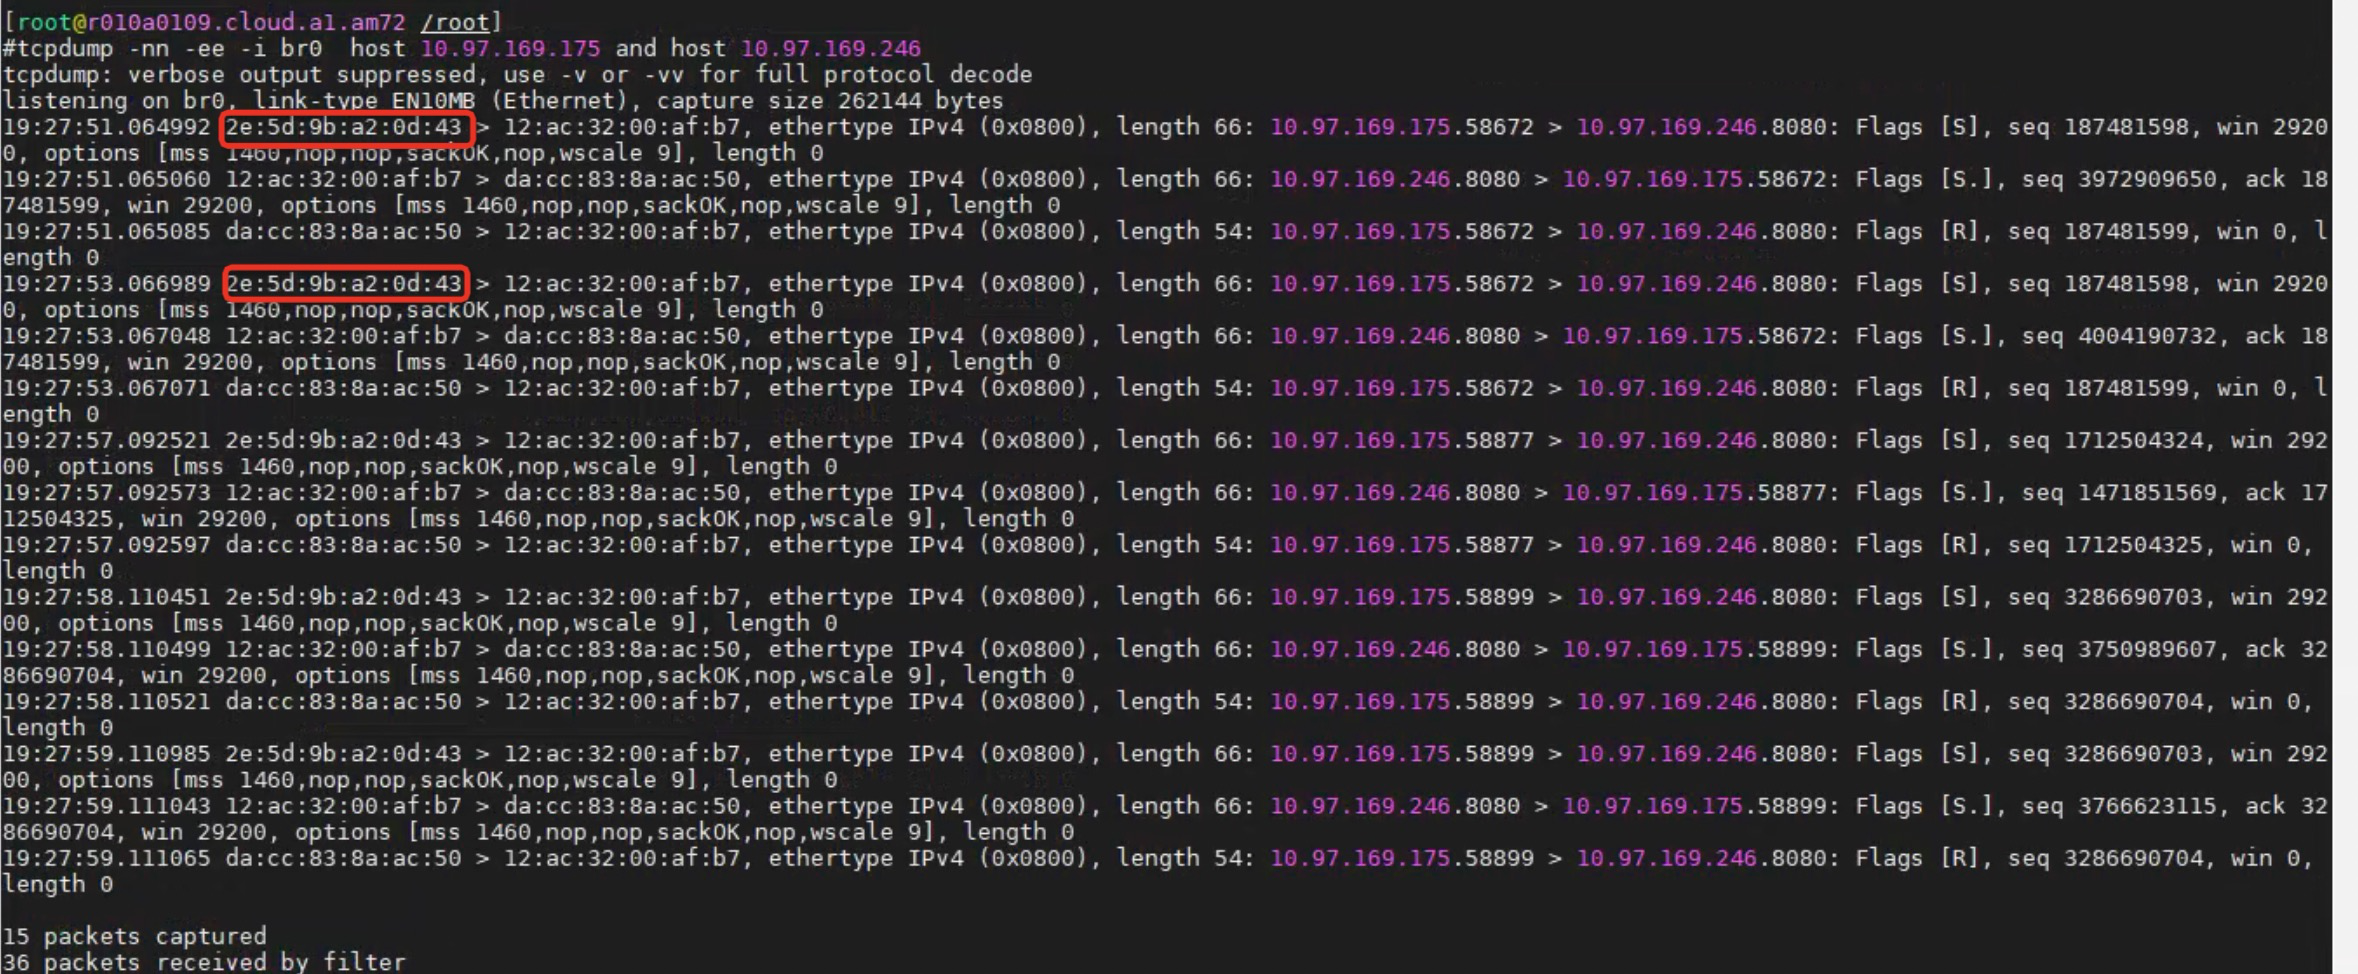 [root@r010a0109.cloud.a1.am72 /root]
#tcpdump -nn -ee -i br0  host 10.97.169.175 and host 10.97.169.246
tcpdump: verbose output suppressed, use -v or -vv for full protocol decode
listening on br0, link-type EN10MB (Ethernet), capture size 262144 bytes
19:27:51.064992 2e:5d:9b:a2:0d:43 > 12:ac:32:00:af:b7, ethertype IPv4 (0x0800), length 66: 10.97.169.175.58672 > 10.97.169.246.8080: Flags [S], seq 187481598, win 2920
0, options [mss 1460,nop,nop,sackOK,nop,wscale 9], length 0
19:27:51.065060 12:ac:32:00:af:b7 > da:cc:83:8a:ac:50, ethertype IPv4 (0x0800), length 66: 10.97.169.246.8080 > 10.97.169.175.58672: Flags [S.], seq 3972909650, ack 18
7481599, win 29200, options [mss 1460,nop,nop,sackOK,nop,wscale 9], length 0
19:27:51.065085 da:cc:83:8a:ac:50 > 12:ac:32:00:af:b7, ethertype IPv4 (0x0800), length 54: 10.97.169.175.58672 > 10.97.169.246.8080: Flags [R], seq 187481599, win 0, l
ength 0
19:27:53.066989 2e:5d:9b:a2:0d:43 > 12:ac:32:00:af:b7, ethertype IPv4 (0x0800), length 66: 10.97.169.175.58672 > 10.97.169.246.8080: Flags [S], seq 187481598, win 2920
0, options [mss 1460,nop,nop,sackOK,nop,wscale 9], length 0
19:27:53.067048 12:ac:32:00:af:b7 > da:cc:83:8a:ac:50, ethertype IPv4 (0x0800), length 66: 10.97.169.246.8080 > 10.97.169.175.58672: Flags [S.], seq 4004190732, ack 18
7481599, win 29200, options [mss 1460,nop,nop,sackOK,nop,wscale 9], length 0
19:27:53.067071 da:cc:83:8a:ac:50 > 12:ac:32:00:af:b7, ethertype IPv4 (0x0800), length 54: 10.97.169.175.58672 > 10.97.169.246.8080: Flags [R], seq 187481599, win 0, l
ength 0
19:27:57.092521 2e:5d:9b:a2:0d:43 > 12:ac:32:00:af:b7, ethertype IPv4 (0x0800), length 66: 10.97.169.175.58877 > 10.97.169.246.8080: Flags [S], seq 1712504324, win 292
00, options [mss 1460,nop,nop,sackOK,nop,wscale 9], length 0
19:27:57.092573 12:ac:32:00:af:b7 > da:cc:83:8a:ac:50, ethertype IPv4 (0x0800), length 66: 10.97.169.246.8080 > 10.97.169.175.58877: Flags [S.], seq 1471851569, ack 17
12504325, win 29200, options [mss 1460,nop,nop,sackOK,nop,wscale 9], length 0
19:27:57.092597 da:cc:83:8a:ac:50 > 12:ac:32:00:af:b7, ethertype IPv4 (0x0800), length 54: 10.97.169.175.58877 > 10.97.169.246.8080: Flags [R], seq 1712504325, win 0,
length 0
19:27:58.110451 2e:5d:9b:a2:0d:43 > 12:ac:32:00:af:b7, ethertype IPv4 (0x0800), length 66: 10.97.169.175.58899 > 10.97.169.246.8080: Flags [S], seq 3286690703, win 292
00, options [mss 1460,nop,nop,sackOK,nop,wscale 9], length 0
19:27:58.110499 12:ac:32:00:af:b7 > da:cc:83:8a:ac:50, ethertype IPv4 (0x0800), length 66: 10.97.169.246.8080 > 10.97.169.175.58899: Flags [S.], seq 3750989607, ack 32
86690704, win 29200, options [mss 1460,nop,nop,sackOK,nop,wscale 9], length 0
19:27:58.110521 da:cc:83:8a:ac:50 > 12:ac:32:00:af:b7, ethertype IPv4 (0x0800), length 54: 10.97.169.175.58899 > 10.97.169.246.8080: Flags [R], seq 3286690704, win 0,
length 0
19:27:59.110985 2e:5d:9b:a2:0d:43 > 12:ac:32:00:af:b7, ethertype IPv4 (0x0800), length 66: 10.97.169.175.58899 > 10.97.169.246.8080: Flags [S], seq 3286690703, win 292
00, options [mss 1460,nop,nop,sackOK,nop,wscale 9], length 0
19:27:59.111043 12:ac:32:00:af:b7 > da:cc:83:8a:ac:50, ethertype IPv4 (0x0800), length 66: 10.97.169.246.8080 > 10.97.169.175.58899: Flags [S.], seq 3766623115, ack 32
86690704, win 29200, options [mss 1460,nop,nop,sackOK,nop,wscale 9], length 0
19:27:59.111065 da:cc:83:8a:ac:50 > 12:ac:32:00:af:b7, ethertype IPv4 (0x0800), length 54: 10.97.169.175.58899 > 10.97.169.246.8080: Flags [R], seq 3286690704, win 0,
length 0
15 packets captured
36 packets received by filter